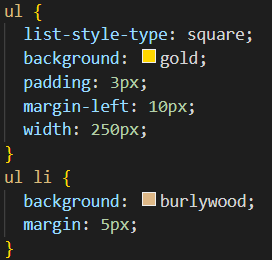 ul {
list-style-type: square;
background: gold;
padding: 3px;
margin-left: 10px;
width: 250px;
}
ul li {
background: burlywood;
margin: 5px;
}